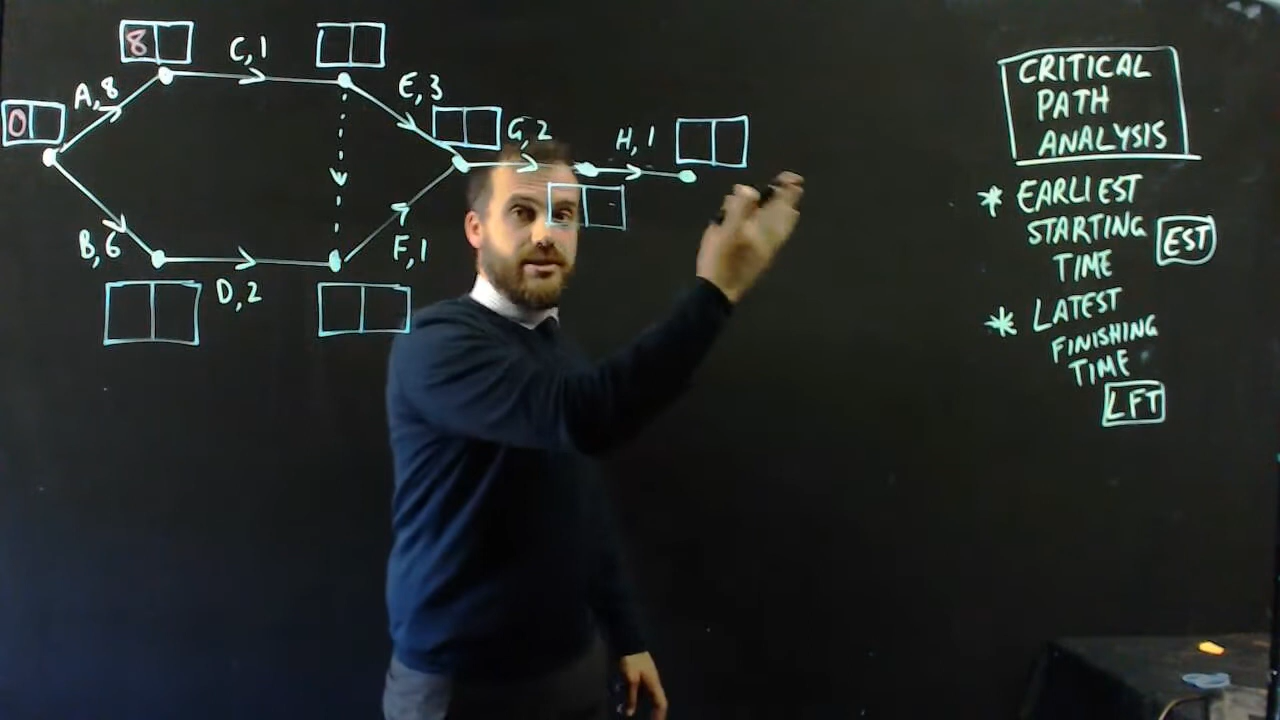 8
C,1
A,8
E,3
0
G,2
H,1
B,6
D,2
F,1
CRITICAL
PATH
ANALYSIS
* EARLIEST
STARTING
TIME
EST
* LATEST
FINISHING
TIME
LFT